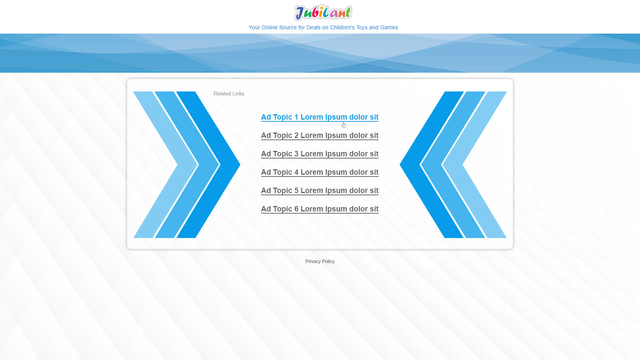 Jubilant
Your Online Source for Deals on Children's Toys and Games
Related Links
Ad Topic 1 Lorem Ipsum dolor sit
Ad Topic 2 Lorem Ipsum dolor sit
Ad Topic 3 Lorem Ipsum dolor sit
Ad Topic 4 Lorem Ipsum dolor sit
Ad Topic 5 Lorem Ipsum dolor sit
Ad Topic 6 Lorem Ipsum dolor sit
Privacy Policy